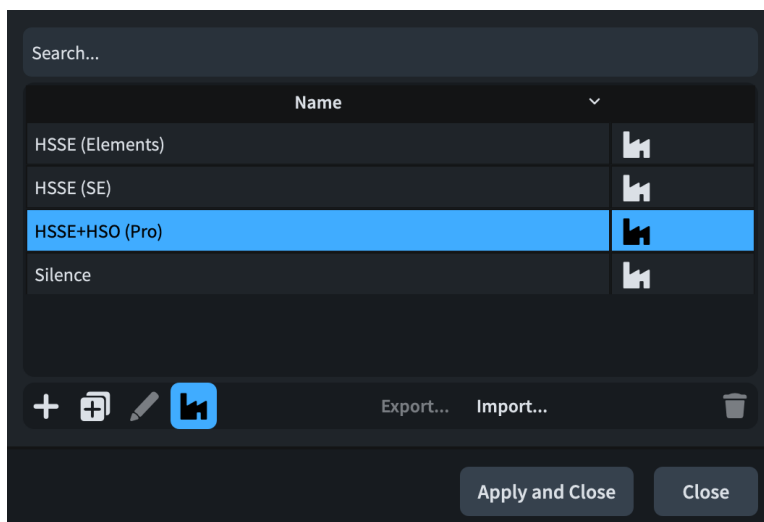 Search...
Name
HSSE (Elements)
HSSE (SE)
HSSE+HSO (Pro)
Silence
Export... Import...
Apply and Close Close